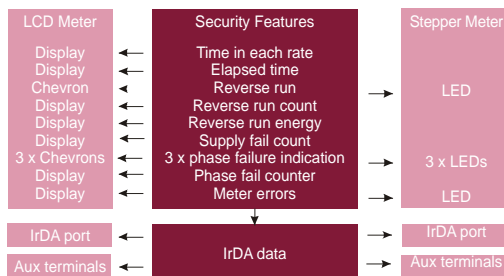 LCD Meter Security Features Stepper Meter
Display Time in each rate
Display Elapsed time
Chevron Reverse run LED
Display Reverse run count
Display Reverse run energy
Display Supply fail count
3 x Chevrons 3 x phase failure indication 3 x LEDs
Display Phase fail counter
Display Meter errors LED
IrDA port IrDA data IrDA port
Aux terminals Aux terminals